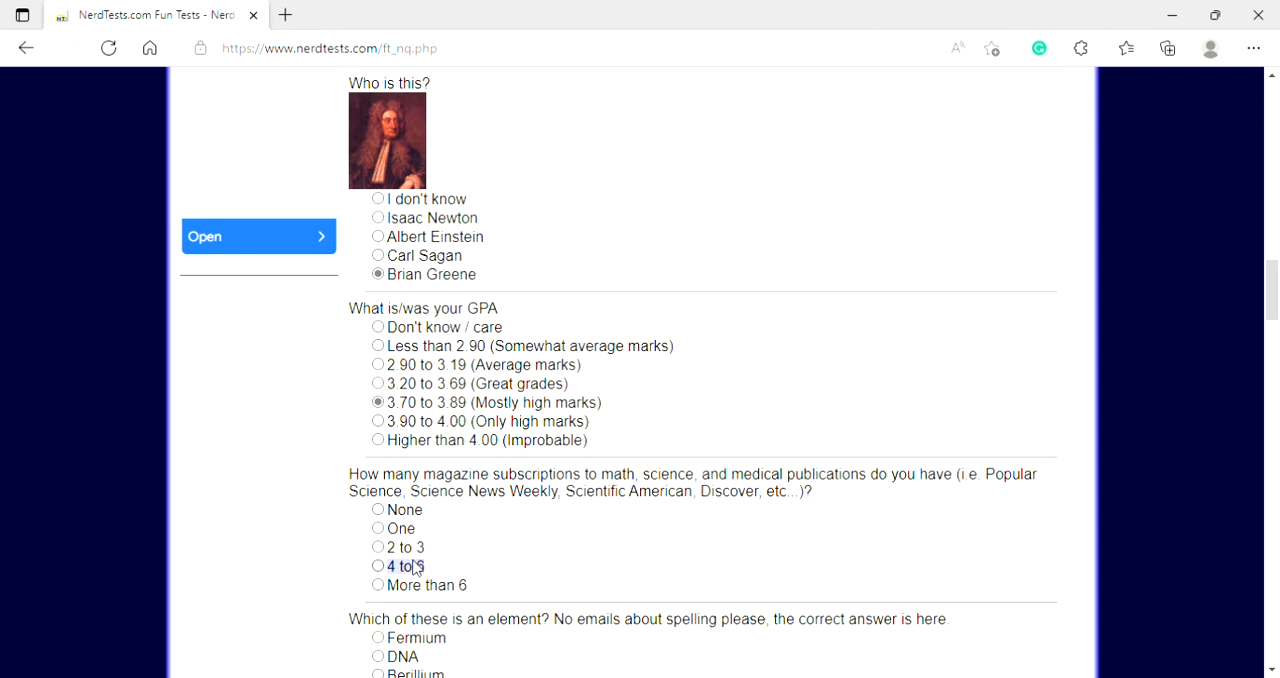 NerdTests.com Fun Tests - Nerd
https://www.nerdtests.com/ft_nq.php
Who is this?
I don't know
Isaac Newton
Open
Albert Einstein
Carl Sagan
Brian Greene
What is/was your GPA
Don't know / care
Less than 2.90 (Somewhat average marks)
2.90 to 3.19 (Average marks)
3.20 to 3.69 (Great grades)
3.70 to 3.89 (Mostly high marks)
3.90 to 4.00 (Only high marks)
Higher than 4.00 (Improbable)
How many magazine subscriptions to math, science, and medical publications do you have (i.e. Popular
Science, Science News Weekly, Scientific American, Discover, etc...)?
None
One
2 to 3
4 to 6
More than 6
Which of these is an element? No emails about spelling please, the correct answer is here.
Fermium
DNA
Berillium